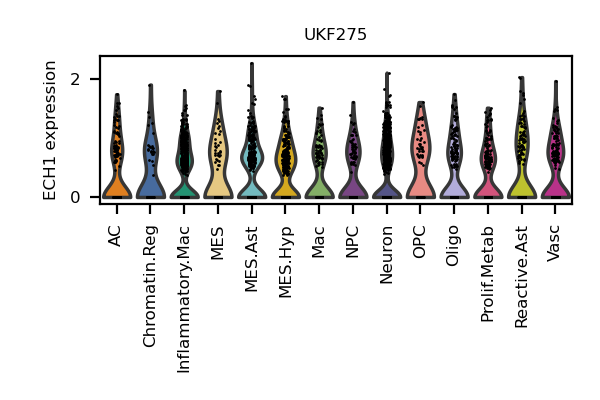 UKF275
ECH1 expression
2
0
AC
Chromatin.Reg
Inflammatory.Mac
MES
MES.Ast
MES.Hyp
Mac
NPC
Neuron
OPC
Oligo
Prolif.Metab
Reactive.Ast
Vasc